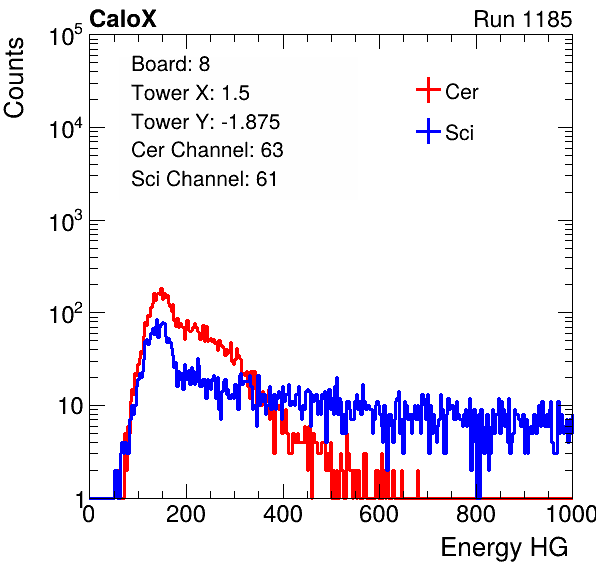 CaloX Run 1185
Counts
Board: 8
Tower X: 1.5
Tower Y: -1.875
Cer Channel: 63
Sci Channel: 61
Cer
Sci
10^5
10^4
10^3
10^2
10
1
0 200 400 600 800 1000
Energy HG